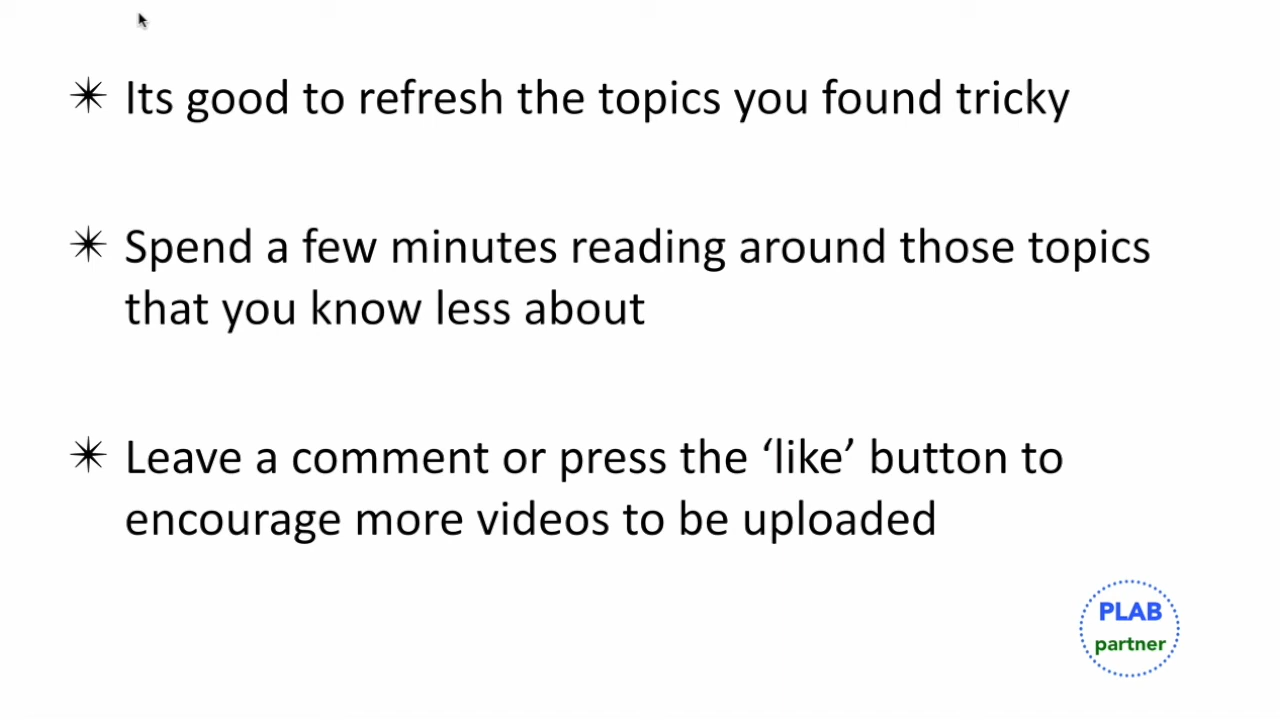 Its good to refresh the topics you found tricky
Spend a few minutes reading around those topics
that you know less about
Leave a comment or press the ‘like’ button to
encourage more videos to be uploaded
PLAB
partner